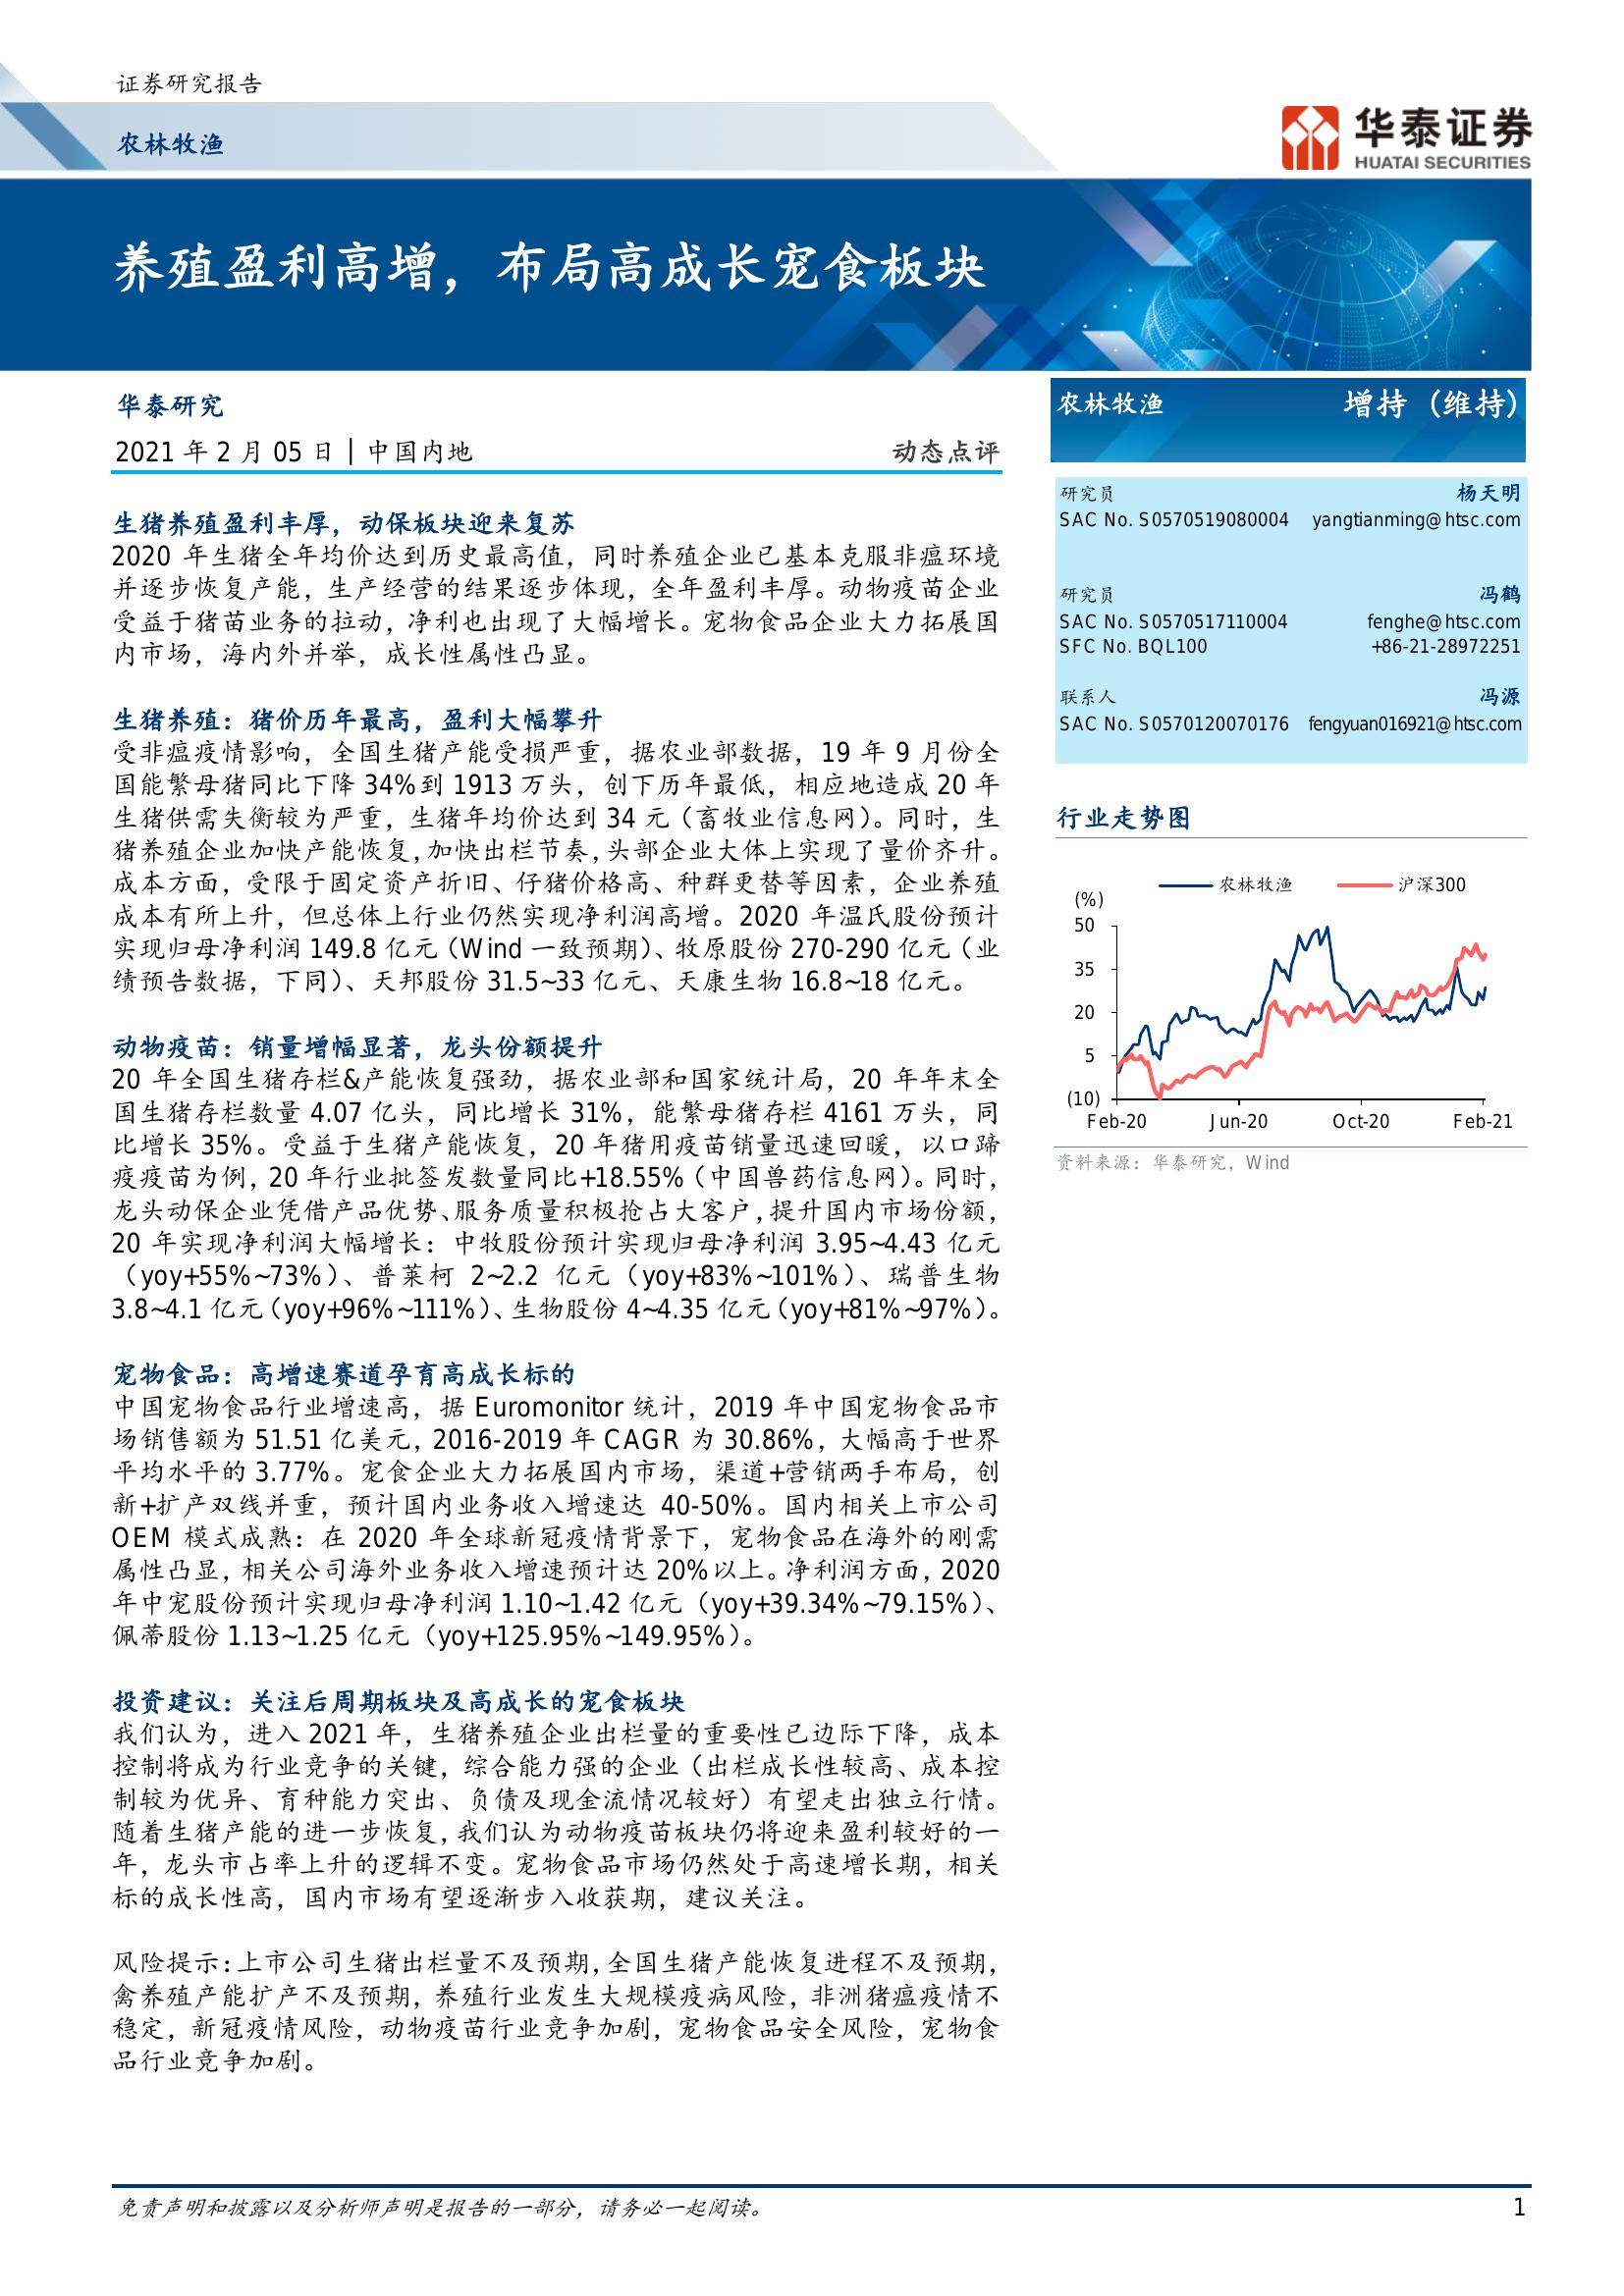 证券研究报告
农林牧渔
华泰证券
HUATAI SECURITIES
养殖盈利高增，布局高成长宠食板块
华泰研究
2021 年 2 月 05 日 | 中国内地
动态点评
生猪养殖盈利丰厚，动保板块迎来复苏
2020 年生猪全年均价达到历史最高值，同时养殖企业已基本克服非瘟环境
并逐步恢复产能，生产经营的结果逐步体现，全年盈利丰厚。动物疫苗企业
受益于猪苗业务的拉动，净利也出现了大幅增长。宠物食品企业大力拓展国
内市场，海内外并举，成长性属性凸显。
生猪养殖：猪价历年最高，盈利大幅攀升
受非瘟疫情影响，全国生猪产能受损严重，据农业部数据，19 年 9 月份全
国能繁母猪同比下降 34%到 1913 万头，创下历年最低，相应地造成 20 年
生猪供需失衡较为严重，生猪年均价达到 34 元（畜牧业信息网）。同时，生
猪养殖企业加快产能恢复，加快出栏节奏，头部企业大体上实现了量价齐升。
成本方面，受限于固定资产折旧、仔猪价格高、种群更替等因素，企业养殖
成本有所上升，但总体上行业仍然实现净利润高增。2020 年温氏股份预计
实现归母净利润 149.8 亿元（Wind 一致预期）、牧原股份 270-290 亿元（业
绩预告数据，下同）、天邦股份 31.5~33 亿元、天康生物 16.8~18 亿元。
动物疫苗：销量增幅显著，龙头份额提升
20 年全国生猪存栏&产能恢复强劲，据农业部和国家统计局，20 年年末全
国生猪存栏数量 4.07 亿头，同比增长 31%，能繁母猪存栏 4161 万头，同
比增长 35%。受益于生猪产能恢复，20 年猪用疫苗销量迅速回暖，以口蹄
疫疫苗为例，20 年行业批签发数量同比+18.55%（中国兽药信息网）。同时，
龙头动保企业凭借产品优势、服务质量积极抢占大客户，提升国内市场份额，
20 年实现净利润大幅增长：中牧股份预计实现归母净利润 3.95~4.43 亿元
（yoy+55%~73%）、普莱柯 2~2.2 亿元（yoy+83%~101%）、瑞普生物
3.8~4.1 亿元（yoy+96%~111%）、生物股份 4~4.35 亿元（yoy+81%~97%）。
宠物食品：高增速赛道孕育高成长标的
中国宠物食品行业增速高，据 Euromonitor 统计，2019 年中国宠物食品市
场销售额为 51.51 亿美元，2016-2019 年 CAGR 为 30.86%，大幅高于世界
平均水平的 3.77%。宠食企业大力拓展国内市场，渠道+营销两手布局，创
新+扩产双线并重，预计国内业务收入增速达 40-50%。国内相关上市公司
OEM 模式成熟：在 2020 年全球新冠疫情背景下，宠物食品在海外的刚需
属性凸显，相关公司海外业务收入增速预计达 20%以上。净利润方面，2020
年中宠股份预计实现归母净利润 1.10~1.42 亿元（yoy+39.34%~79.15%）、
佩蒂股份 1.13~1.25 亿元（yoy+125.95%~149.95%）。
投资建议：关注后周期板块及高成长的宠食板块
我们认为，进入 2021 年，生猪养殖企业出栏量的重要性已边际下降，成本
控制将成为行业竞争的关键，综合能力强的企业（出栏成长性较高、成本控
制较为优异、育种能力突出、负债及现金流情况较好）有望走出独立行情。
随着生猪产能的进一步恢复，我们认为动物疫苗板块仍将迎来盈利较好的一
年，龙头市占率上升的逻辑不变。宠物食品市场仍然处于高速增长期，相关
标的成长性高，国内市场有望逐渐步入收获期，建议关注。
风险提示：上市公司生猪出栏量不及预期，全国生猪产能恢复进程不及预期，
禽养殖产能扩产不及预期，养殖行业发生大规模疫病风险，非洲猪瘟疫情不
稳定，新冠疫情风险，动物疫苗行业竞争加剧，宠物食品安全风险，宠物食
品行业竞争加剧。
农林牧渔 增持（维持）
研究员 杨天明
SAC No. S0570519080004 yangtianming@htsc.com
研究员 冯鹤
SAC No. S0570517110004 fenghe@htsc.com
SFC No. BQL100 +86-21-28972251
联系人 冯源
SAC No. S0570120070176 fengyuan016921@htsc.com
行业走势图
农林牧渔 沪深300
(%)
50
35
20
5
(10)
Feb-20 Jun-20 Oct-20 Feb-21
资料来源：华泰研究，Wind
免责声明和披露以及分析师声明是报告的一部分，请务必一起阅读。
1